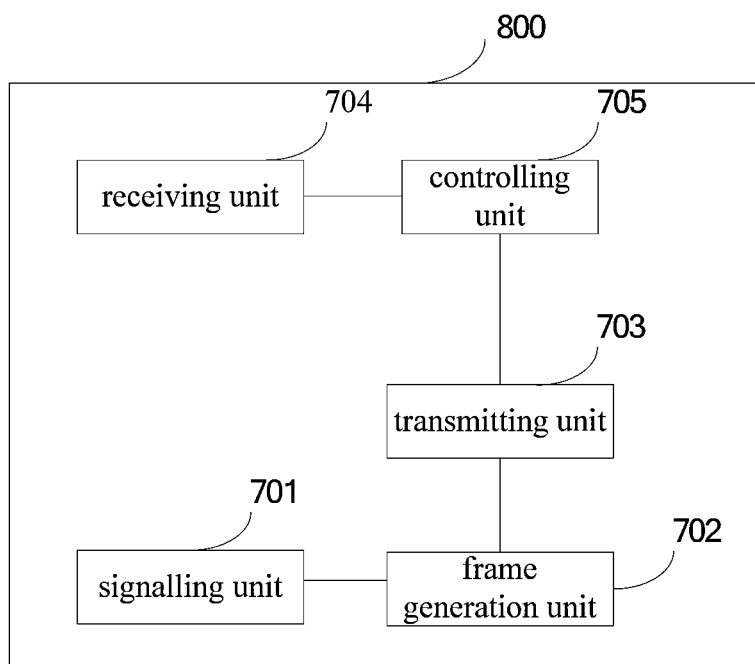 800
704
705
receiving unit
controlling
unit
703
transmitting unit
701
702
signalling unit
frame
generation unit